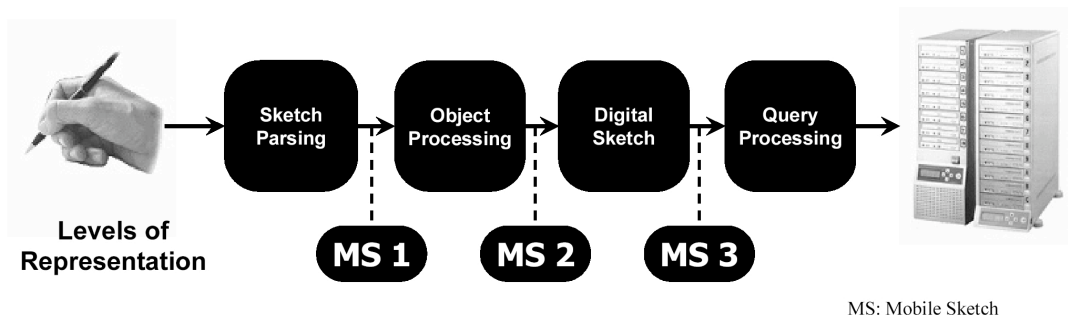 Sketch
Parsing
Object
Processing
Digital
Sketch
Query
Processing
Levels of
Representation
MS 1
MS 2
MS 3
MS: Mobile Sketch